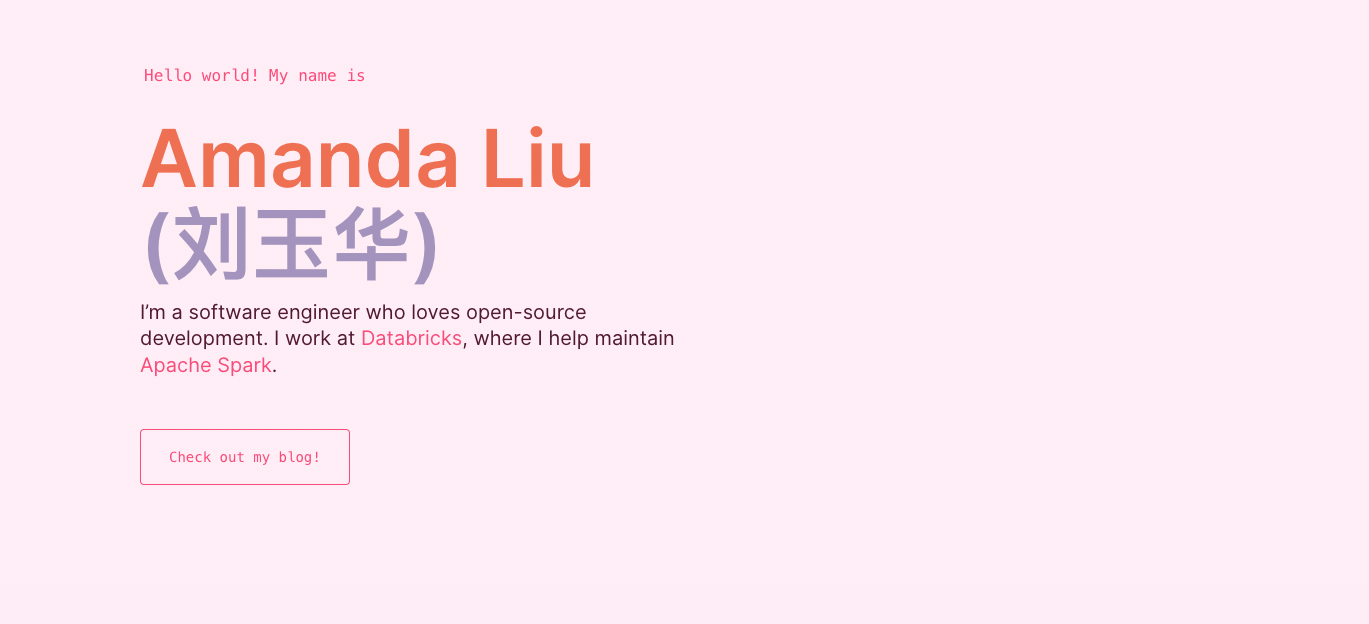 Hello world! My name is
Amanda Liu
(刘玉华)
I’m a software engineer who loves open-source
development. I work at Databricks, where I help maintain
Apache Spark.
Check out my blog!